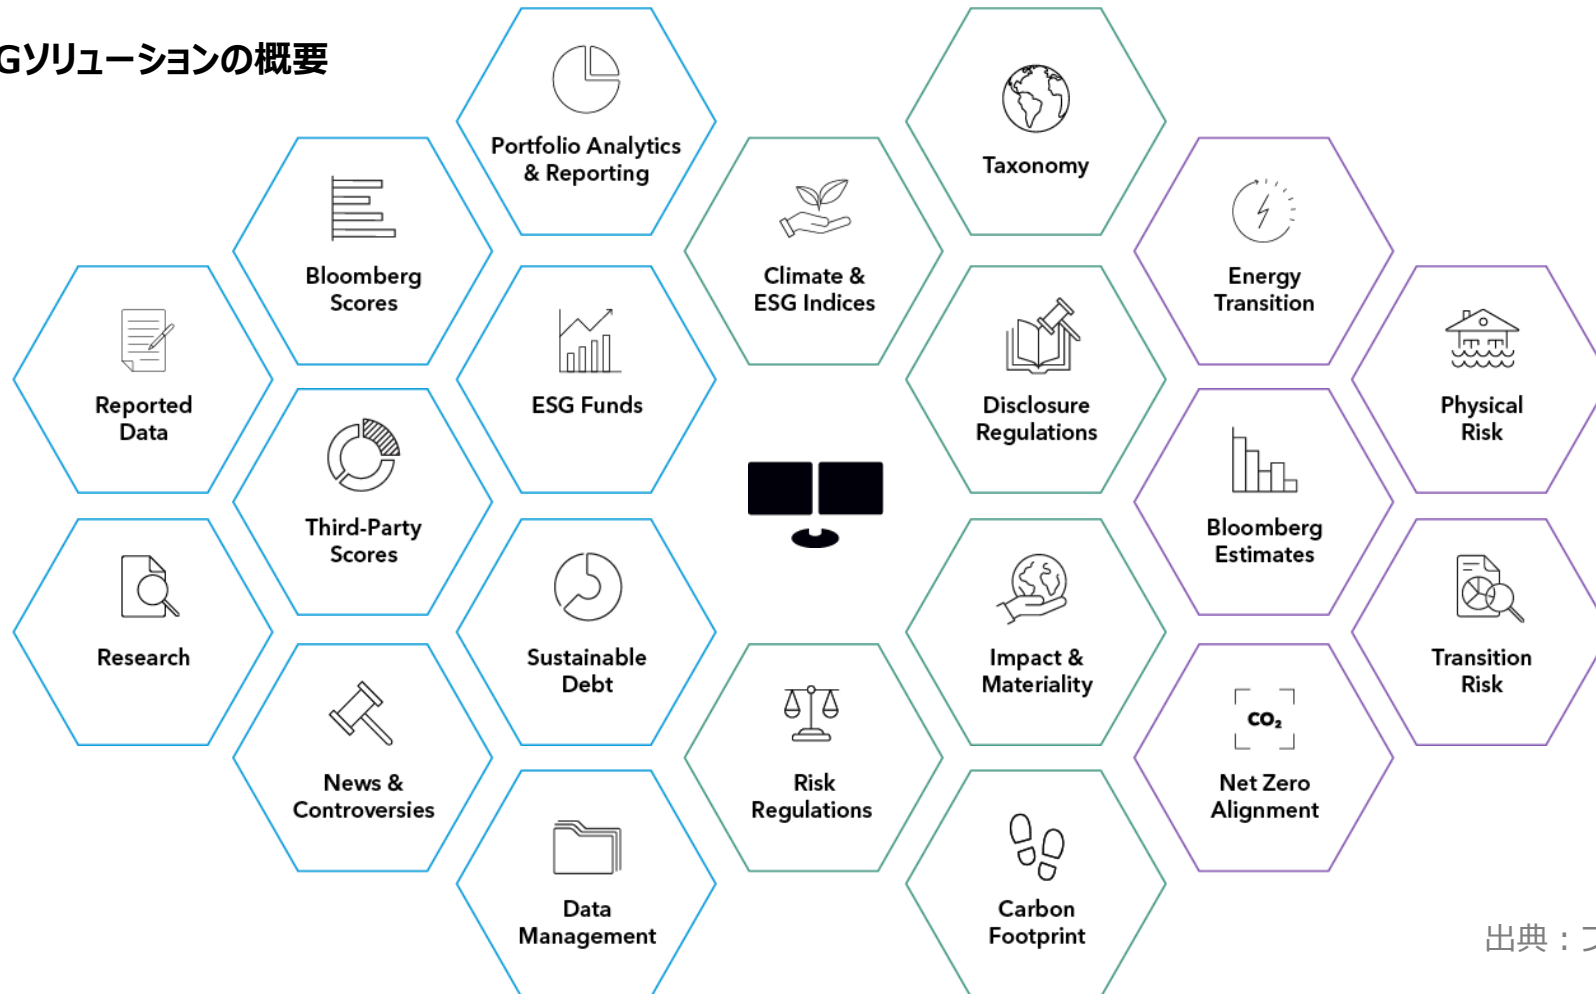 Gソリューションの概要
Portfolio Analytics
& Reporting
Taxonomy
Bloomberg
Scores
Climate &
ESG Indices
Energy
Transition
Reported
Data
ESG Funds
Disclosure
Regulations
Physical
Risk
Third-Party
Scores
Bloomberg
Estimates
Research
Sustainable
Debt
Impact &
Materiality
Transition
Risk
CO₂
News &
Controversies
Risk
Regulations
Net Zero
Alignment
Data
Management
Carbon
Footprint
出典：ブ